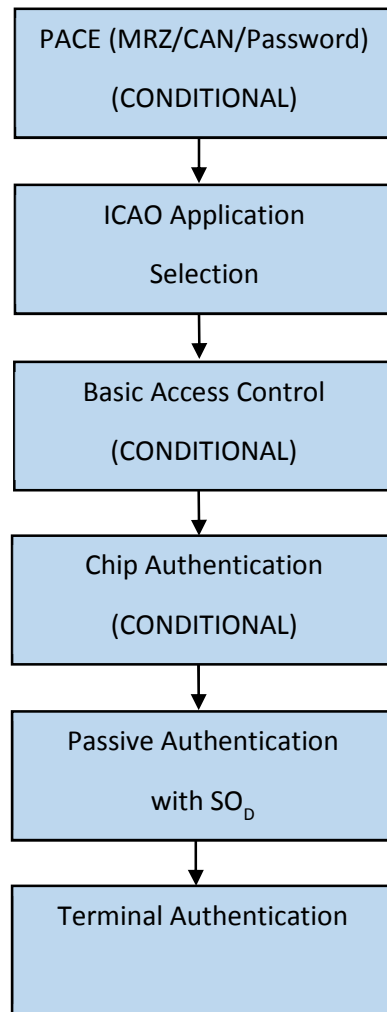 PACE (MRZ/CAN/Password)
(CONDITIONAL)
ICAO Application
Selection
Basic Access Control
(CONDITIONAL)
Chip Authentication
(CONDITIONAL)
Passive Authentication
with SO_D
Terminal Authentication